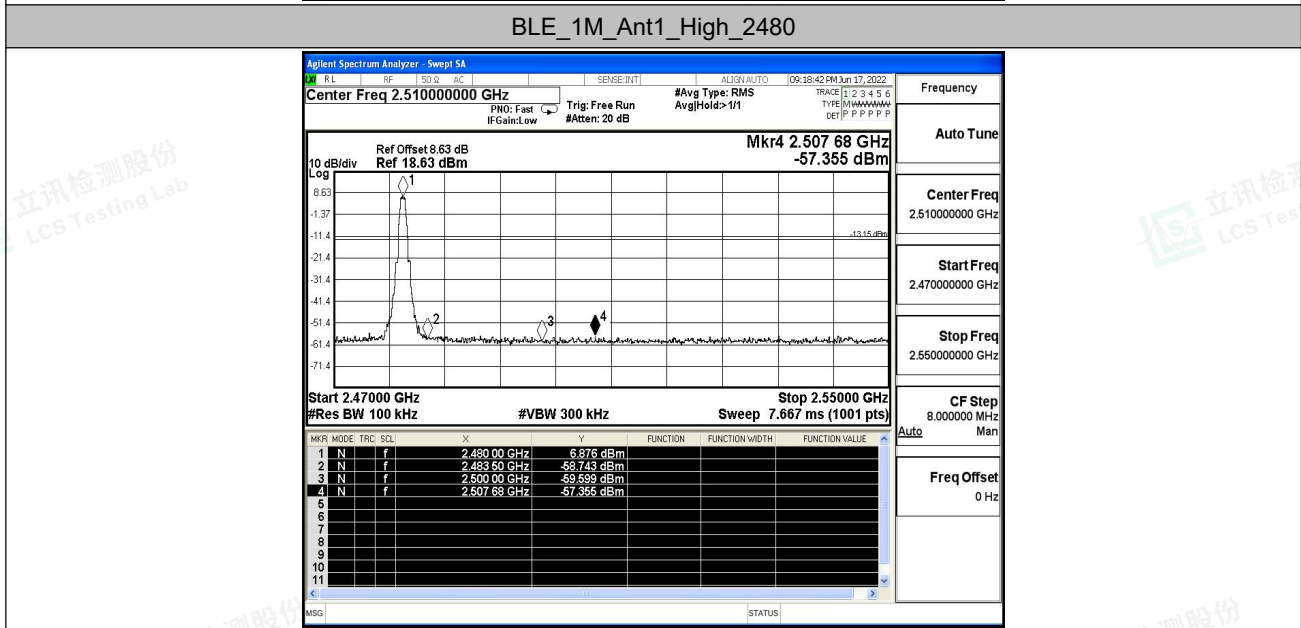 BLE_1M_Ant1_High_2480
Agilent Spectrum Analyzer - Swept SA
LXI RL RF 50 Ω AC SENSE:INT ALIGN AUTO 09:18:42 PM Jun 17, 2022
Center Freq 2.510000000 GHz
PNO: Fast
IFGain:Low
Trig: Free Run
#Atten: 20 dB
#Avg Type: RMS
Avg|Hold:>1/1
TRACE 1 2 3 4 5 6
TYPE MWWWWW
DET P P P P P P
Ref Offset 8.63 dB
10 dB/div Ref 18.63 dBm
Log
Mkr4 2.507 68 GHz
-57.355 dBm
8.63
-1.37
-11.4
-21.4
-31.4
-41.4
-51.4
-61.4
-71.4
1
2
3
4
-13.15 dBm
Start 2.47000 GHz Stop 2.55000 GHz
#Res BW 100 kHz #VBW 300 kHz Sweep 7.667 ms (1001 pts)
MKR MODE TRC SCL X Y FUNCTION FUNCTION WIDTH FUNCTION VALUE
1 N f 2.480 00 GHz 6.876 dBm
2 N f 2.483 50 GHz -58.743 dBm
3 N f 2.500 00 GHz -59.599 dBm
4 N f 2.507 68 GHz -57.355 dBm
5
6
7
8
9
10
11
MSG STATUS
Frequency
Auto Tune
Center Freq
2.510000000 GHz
Start Freq
2.470000000 GHz
Stop Freq
2.550000000 GHz
CF Step
8.000000 MHz
Auto Man
Freq Offset
0 Hz
立讯检测股份
LCS Testing Lab
立讯检
LCS Tes